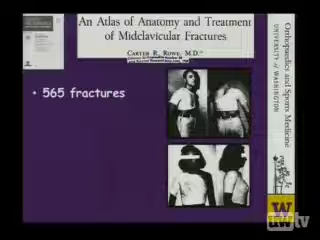 An Atlas of Anatomy and Treatment
of Midclavicular Fractures
CARTER R. ROWE, M.D.
• 565 fractures
Orthopaedics and Sports Medicine
UNIVERSITY of WASHINGTON
UW
tv